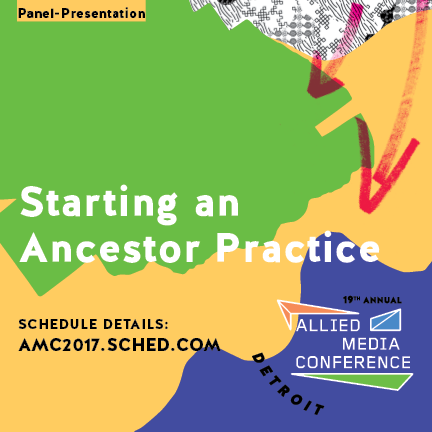 Panel-Presentation
Starting an
Ancestor Practice
SCHEDULE DETAILS:
AMC2017.SCHED.COM
19TH ANNUAL
ALLIED
MEDIA
CONFERENCE
DETROIT